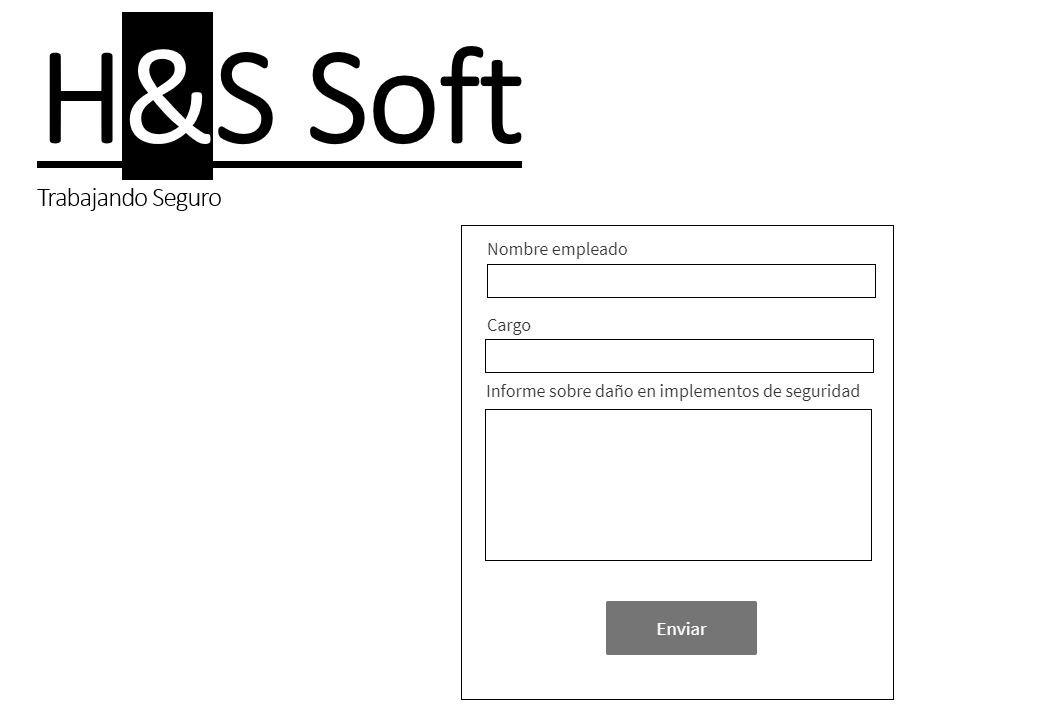 H&S Soft
Trabajando Seguro
Nombre empleado
Cargo
Informe sobre daño en implementos de seguridad
Enviar